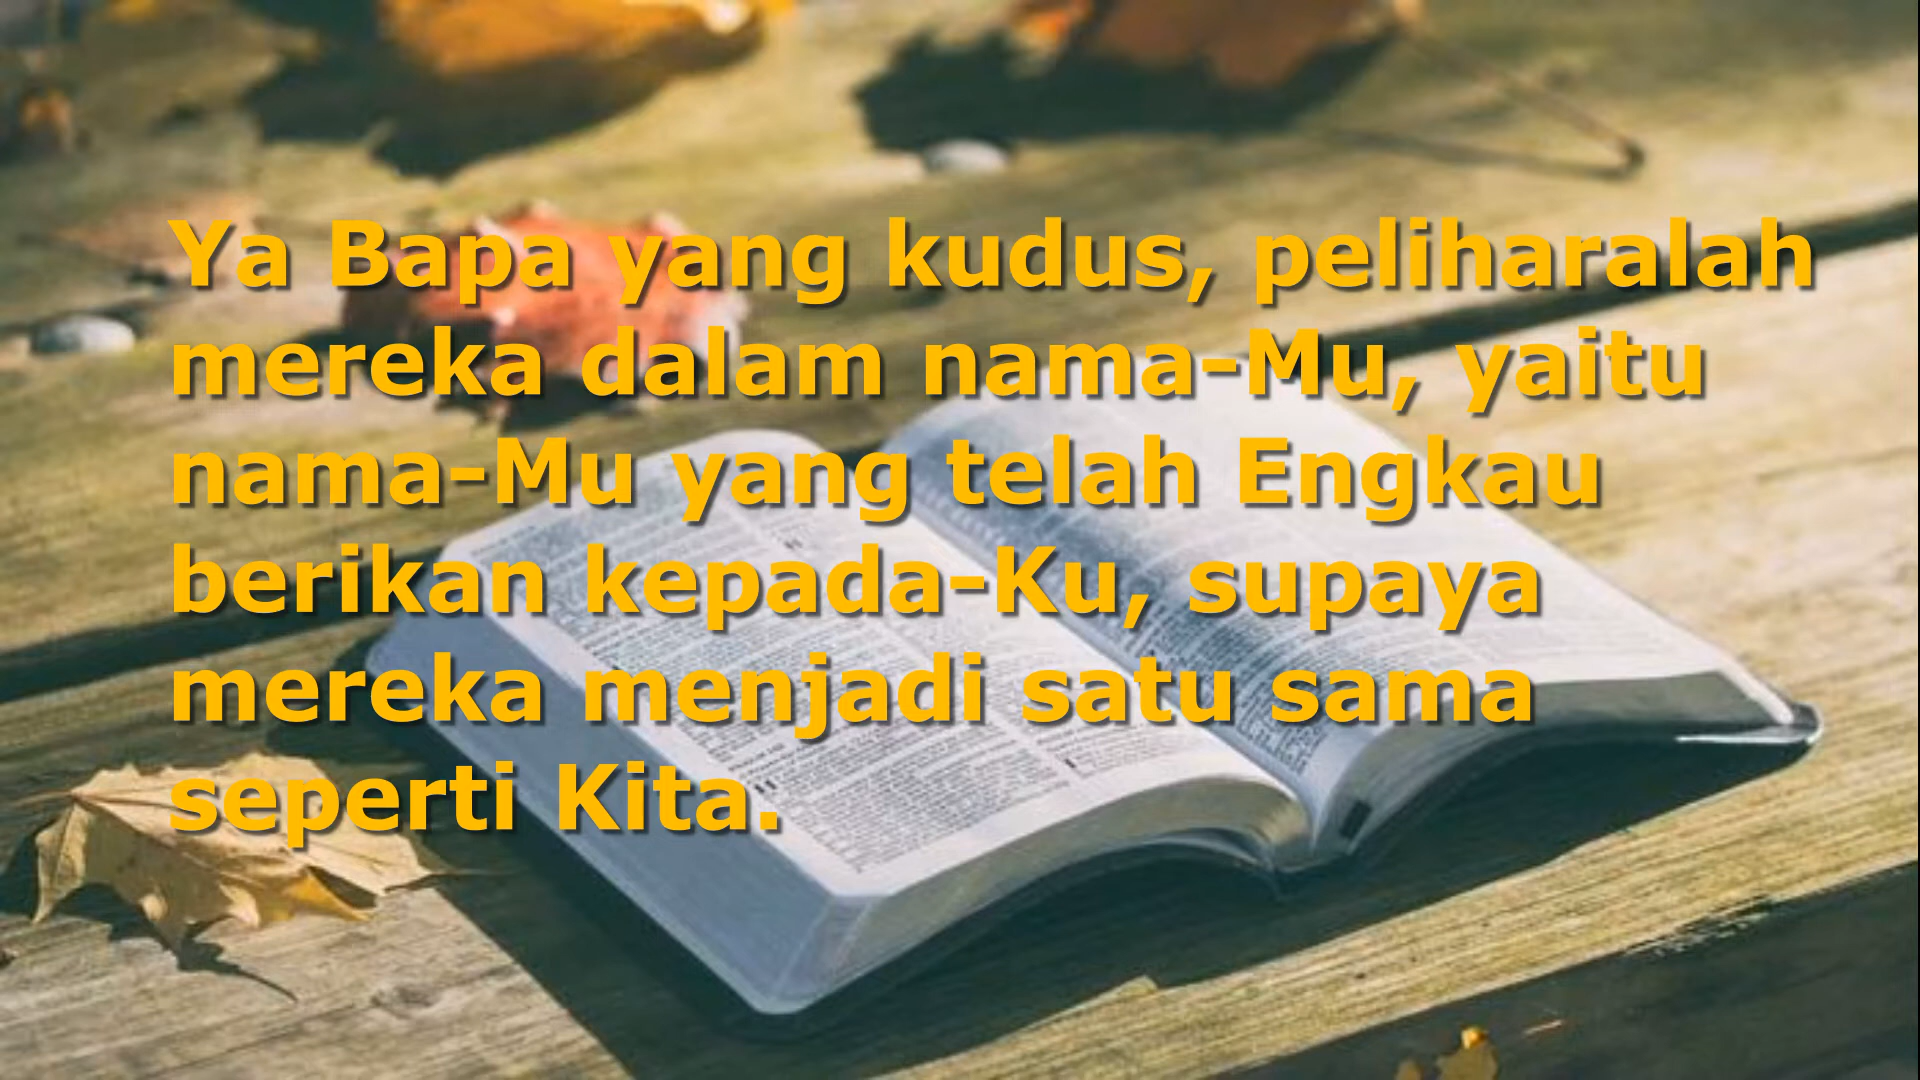 Ya Bapa yang kudus, peliharalah
mereka dalam nama-Mu, yaitu
nama-Mu yang telah Engkau
berikan kepada-Ku, supaya
mereka menjadi satu sama
seperti Kita.